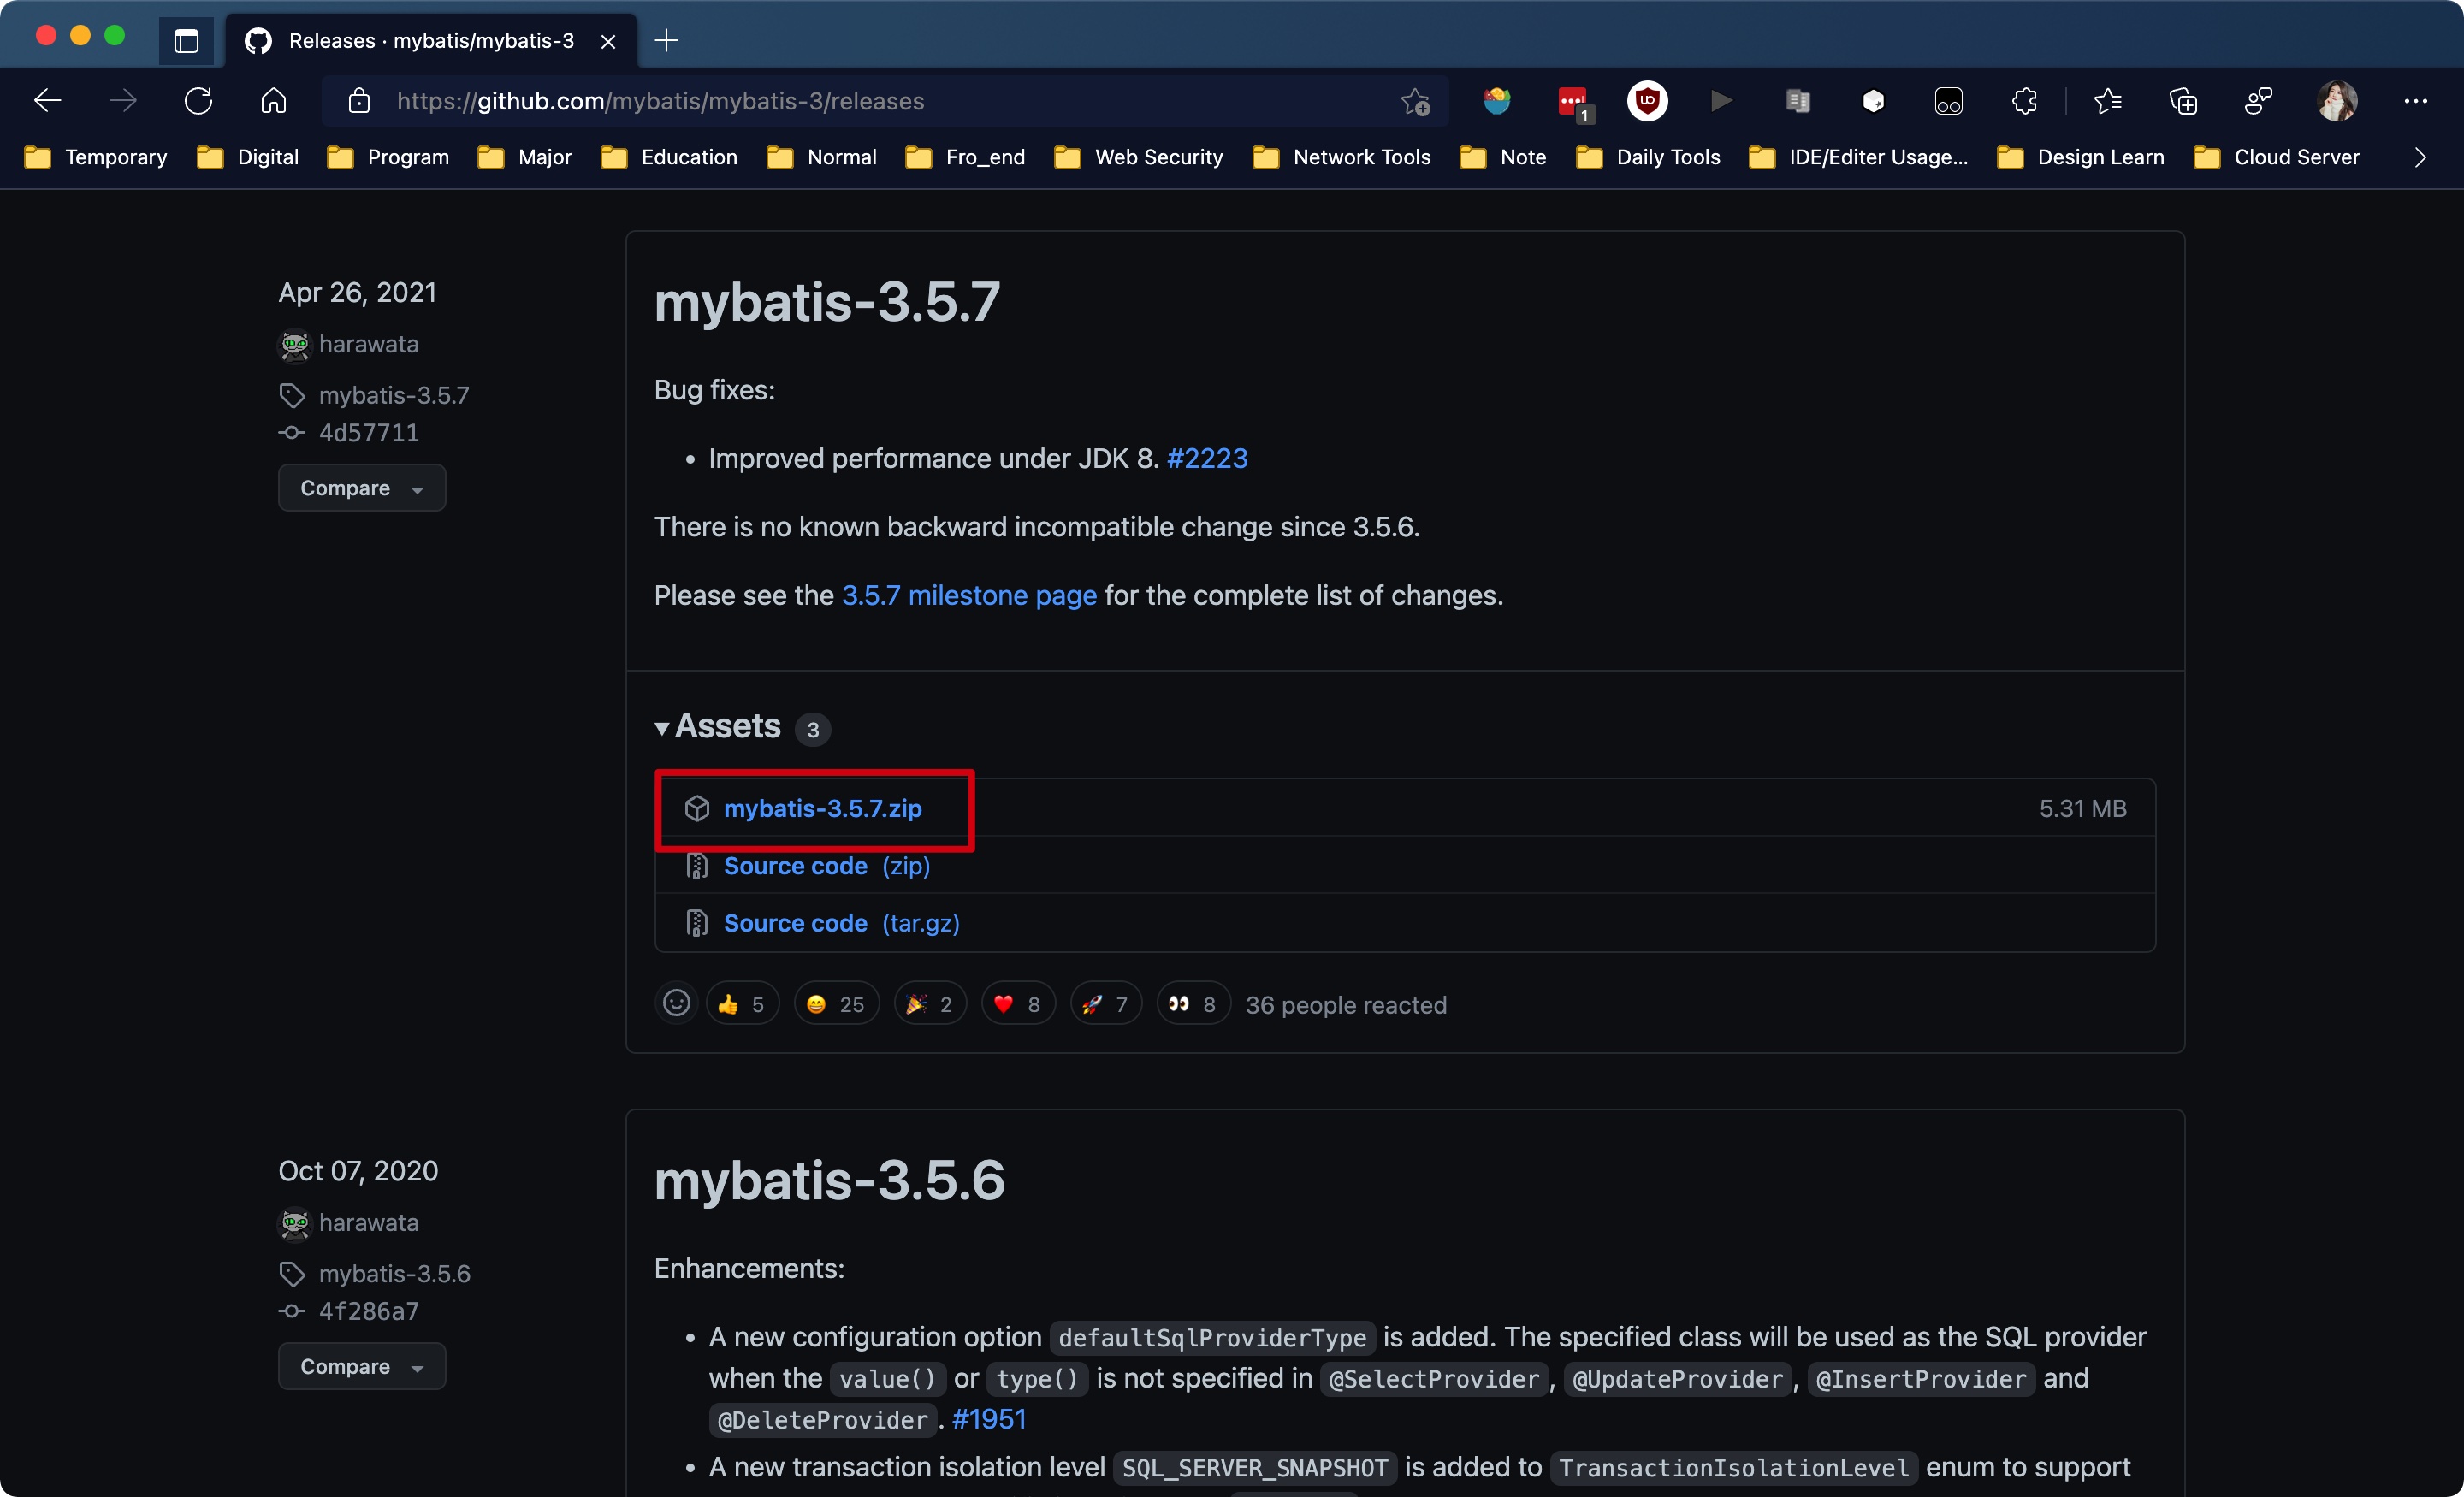 Releases · mybatis/mybatis-3
https://github.com/mybatis/mybatis-3/releases
1
Temporary Digital Program Major Education Normal Fro_end Web Security Network Tools Note Daily Tools IDE/Editer Usage... Design Learn Cloud Server
Apr 26, 2021
harawata
mybatis-3.5.7
4d57711
Compare
mybatis-3.5.7
Bug fixes:
• Improved performance under JDK 8. #2223
There is no known backward incompatible change since 3.5.6.
Please see the 3.5.7 milestone page for the complete list of changes.
Assets 3
mybatis-3.5.7.zip 5.31 MB
Source code (zip)
Source code (tar.gz)
👍 5 😄 25 🎉 2 ❤️ 8 🚀 7 👀 8 36 people reacted
Oct 07, 2020
harawata
mybatis-3.5.6
4f286a7
Compare
mybatis-3.5.6
Enhancements:
• A new configuration option defaultSqlProviderType is added. The specified class will be used as the SQL provider
when the value() or type() is not specified in @SelectProvider, @UpdateProvider, @InsertProvider and
@DeleteProvider. #1951
• A new transaction isolation level SQL_SERVER_SNAPSHOT is added to TransactionIsolationLevel enum to support